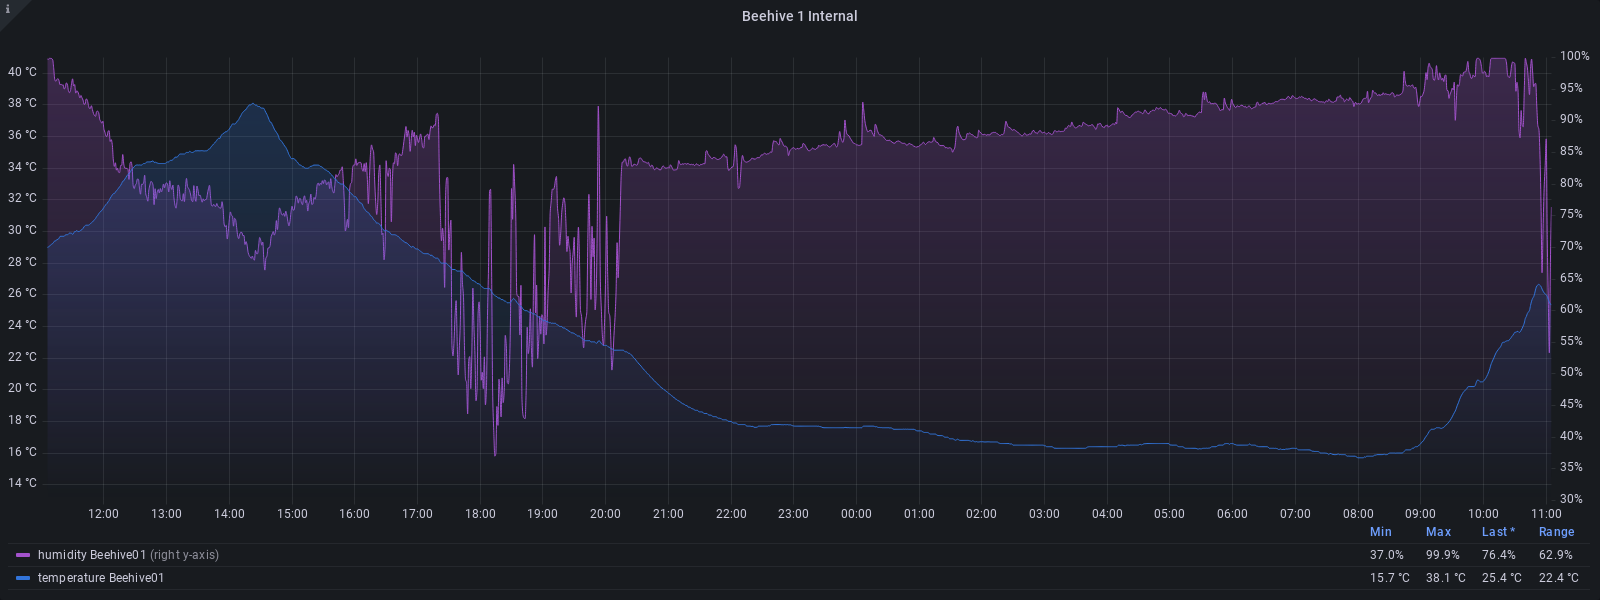 i
Beehive 1 Internal
40 °C
38 °C
36 °C
34 °C
32 °C
30 °C
28 °C
26 °C
24 °C
22 °C
20 °C
18 °C
16 °C
14 °C
100%
95%
90%
85%
80%
75%
70%
65%
60%
55%
50%
45%
40%
35%
30%
12:00 13:00 14:00 15:00 16:00 17:00 18:00 19:00 20:00 21:00 22:00 23:00 00:00 01:00 02:00 03:00 04:00 05:00 06:00 07:00 08:00 09:00 10:00 11:00
Min Max Last * Range
humidity Beehive01 (right y-axis) 37.0% 99.9% 76.4% 62.9%
temperature Beehive01 15.7 °C 38.1 °C 25.4 °C 22.4 °C